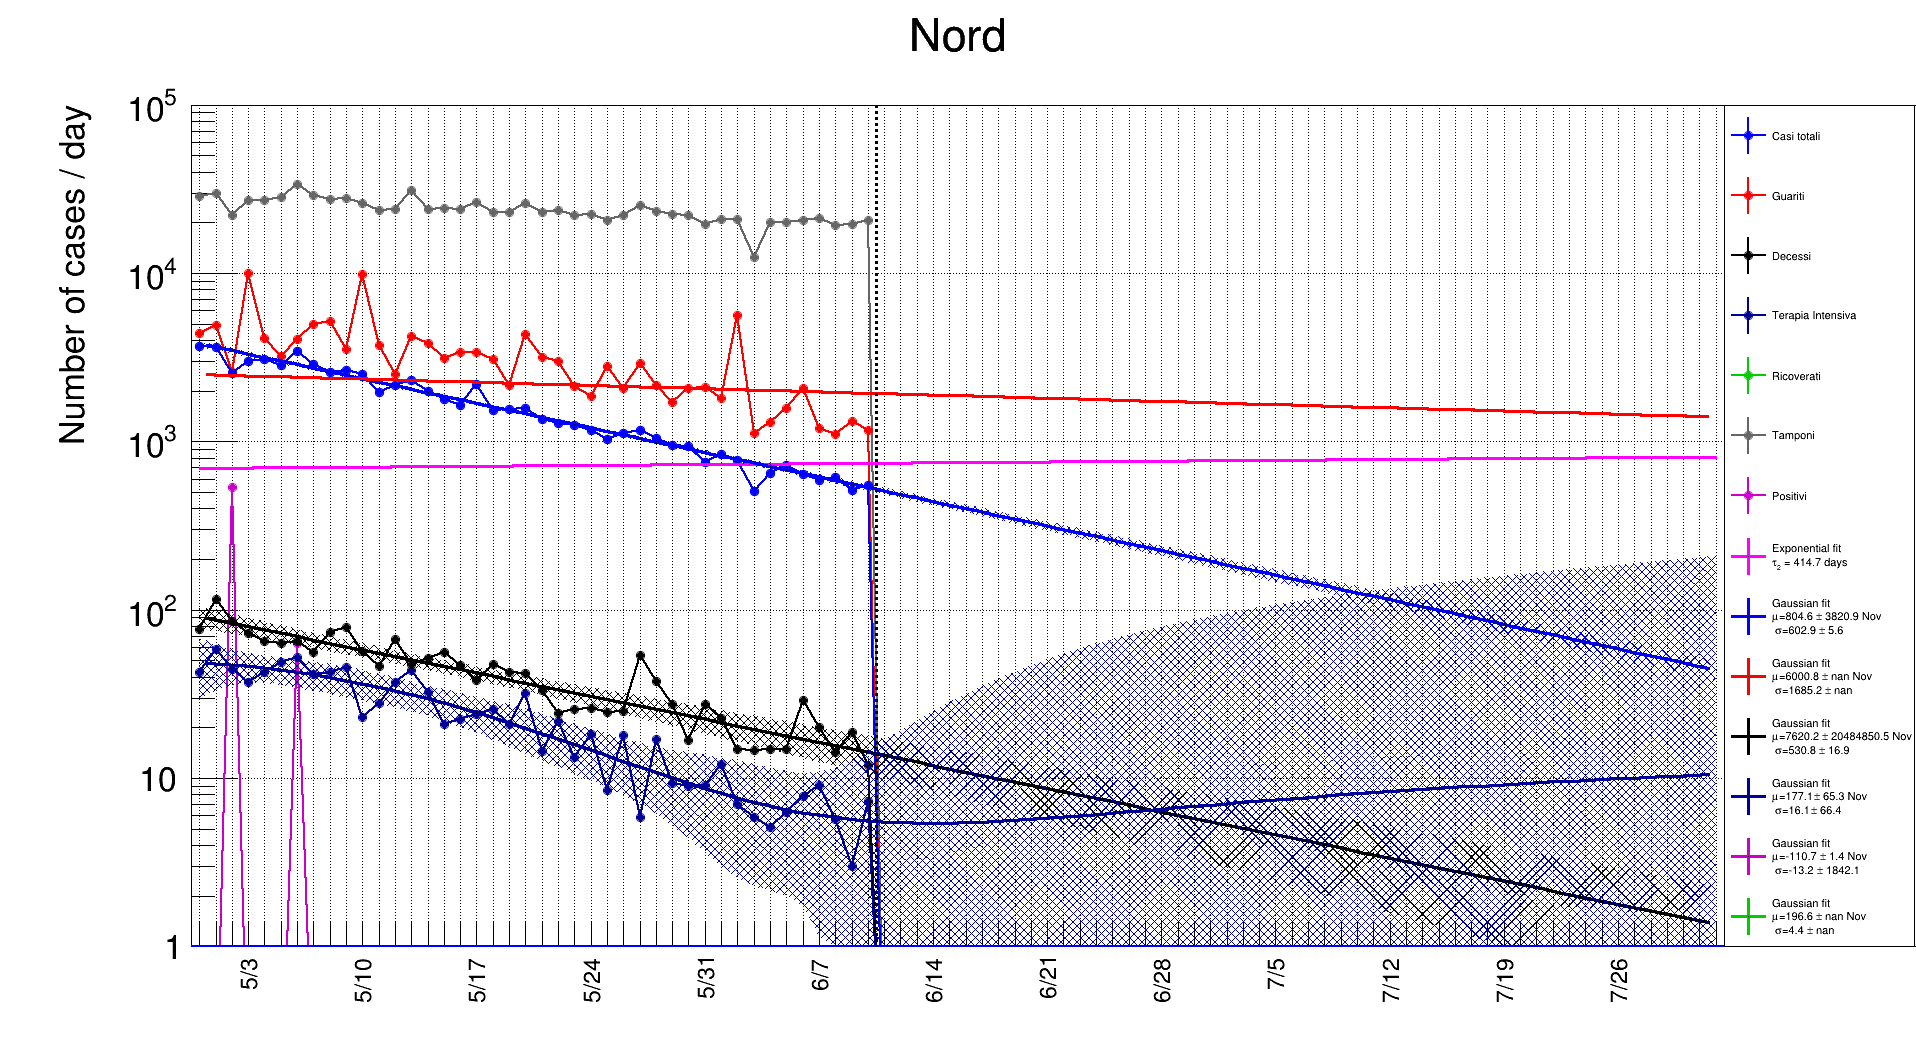 Nord
Number of cases / day
10^5
10^4
10^3
10^2
10
1
5/3
5/10
5/17
5/24
5/31
6/7
6/14
6/21
6/28
7/5
7/12
7/19
7/26
Casi totali
Guariti
Decessi
Terapia Intensiva
Ricoverati
Tamponi
Positivi
Exponential fit
τ₂ = 414.7 days
Gaussian fit
μ=804.6 ± 3820.9 Nov
σ=602.9 ± 5.6
Gaussian fit
μ=6000.8 ± nan Nov
σ=1685.2 ± nan
Gaussian fit
μ=7620.2 ± 20484850.5 Nov
σ=530.8 ± 16.9
Gaussian fit
μ=177.1 ± 65.3 Nov
σ=16.1 ± 66.4
Gaussian fit
μ=-110.7 ± 1.4 Nov
σ=-13.2 ± 1842.1
Gaussian fit
μ=196.6 ± nan Nov
σ=4.4 ± nan